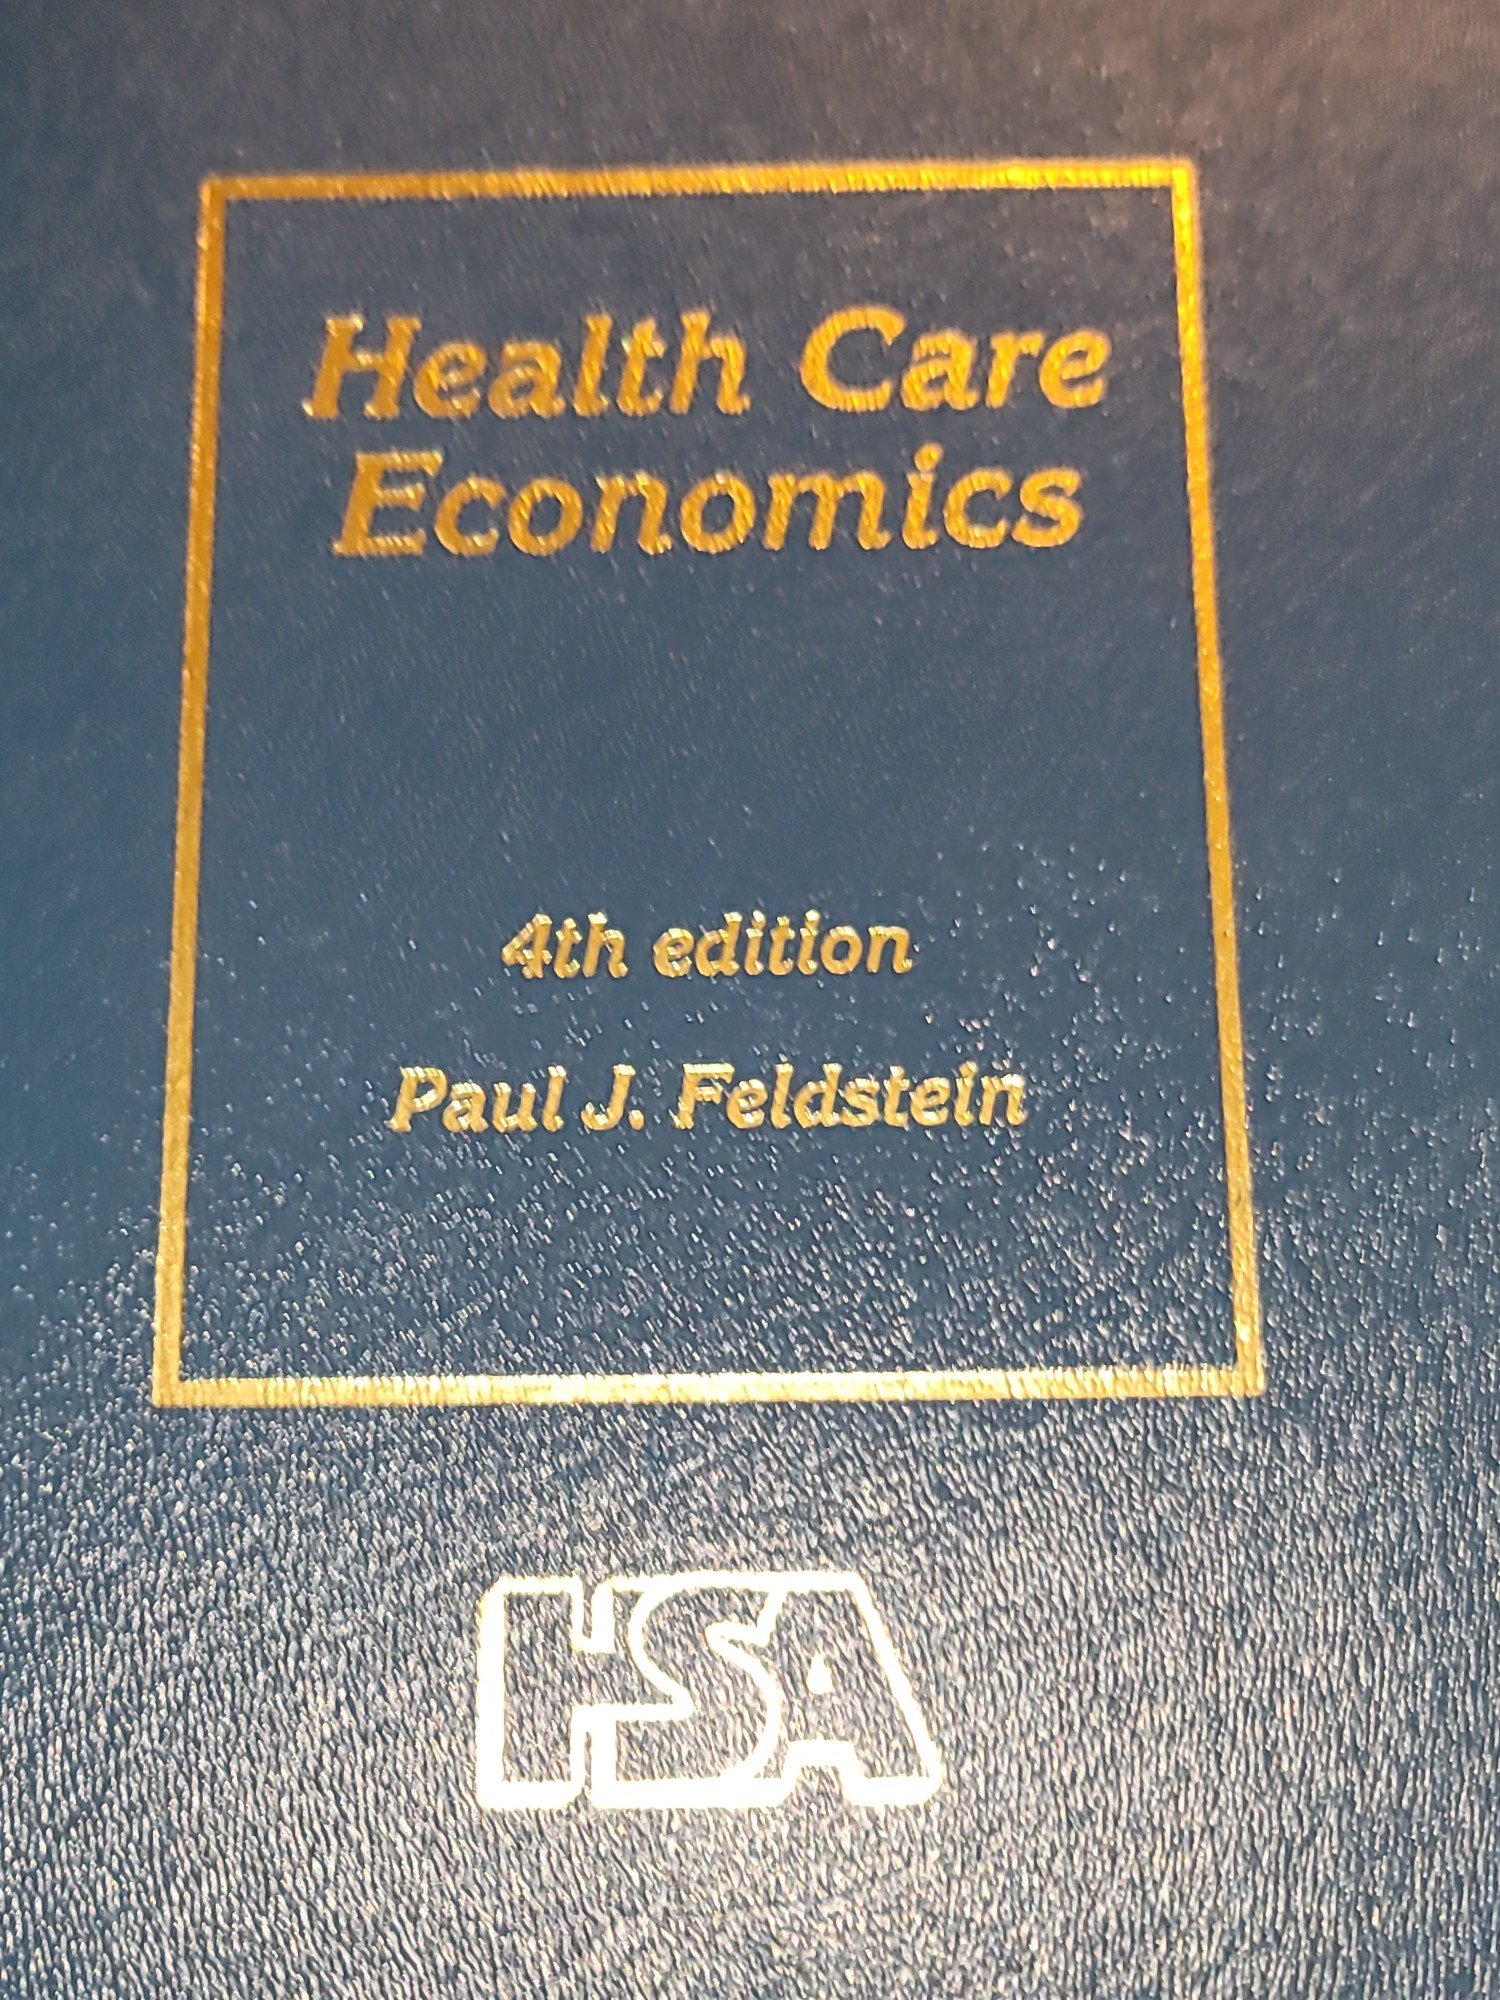 Health Care
Economics
4th edition
Paul J. Feldstein
HSA